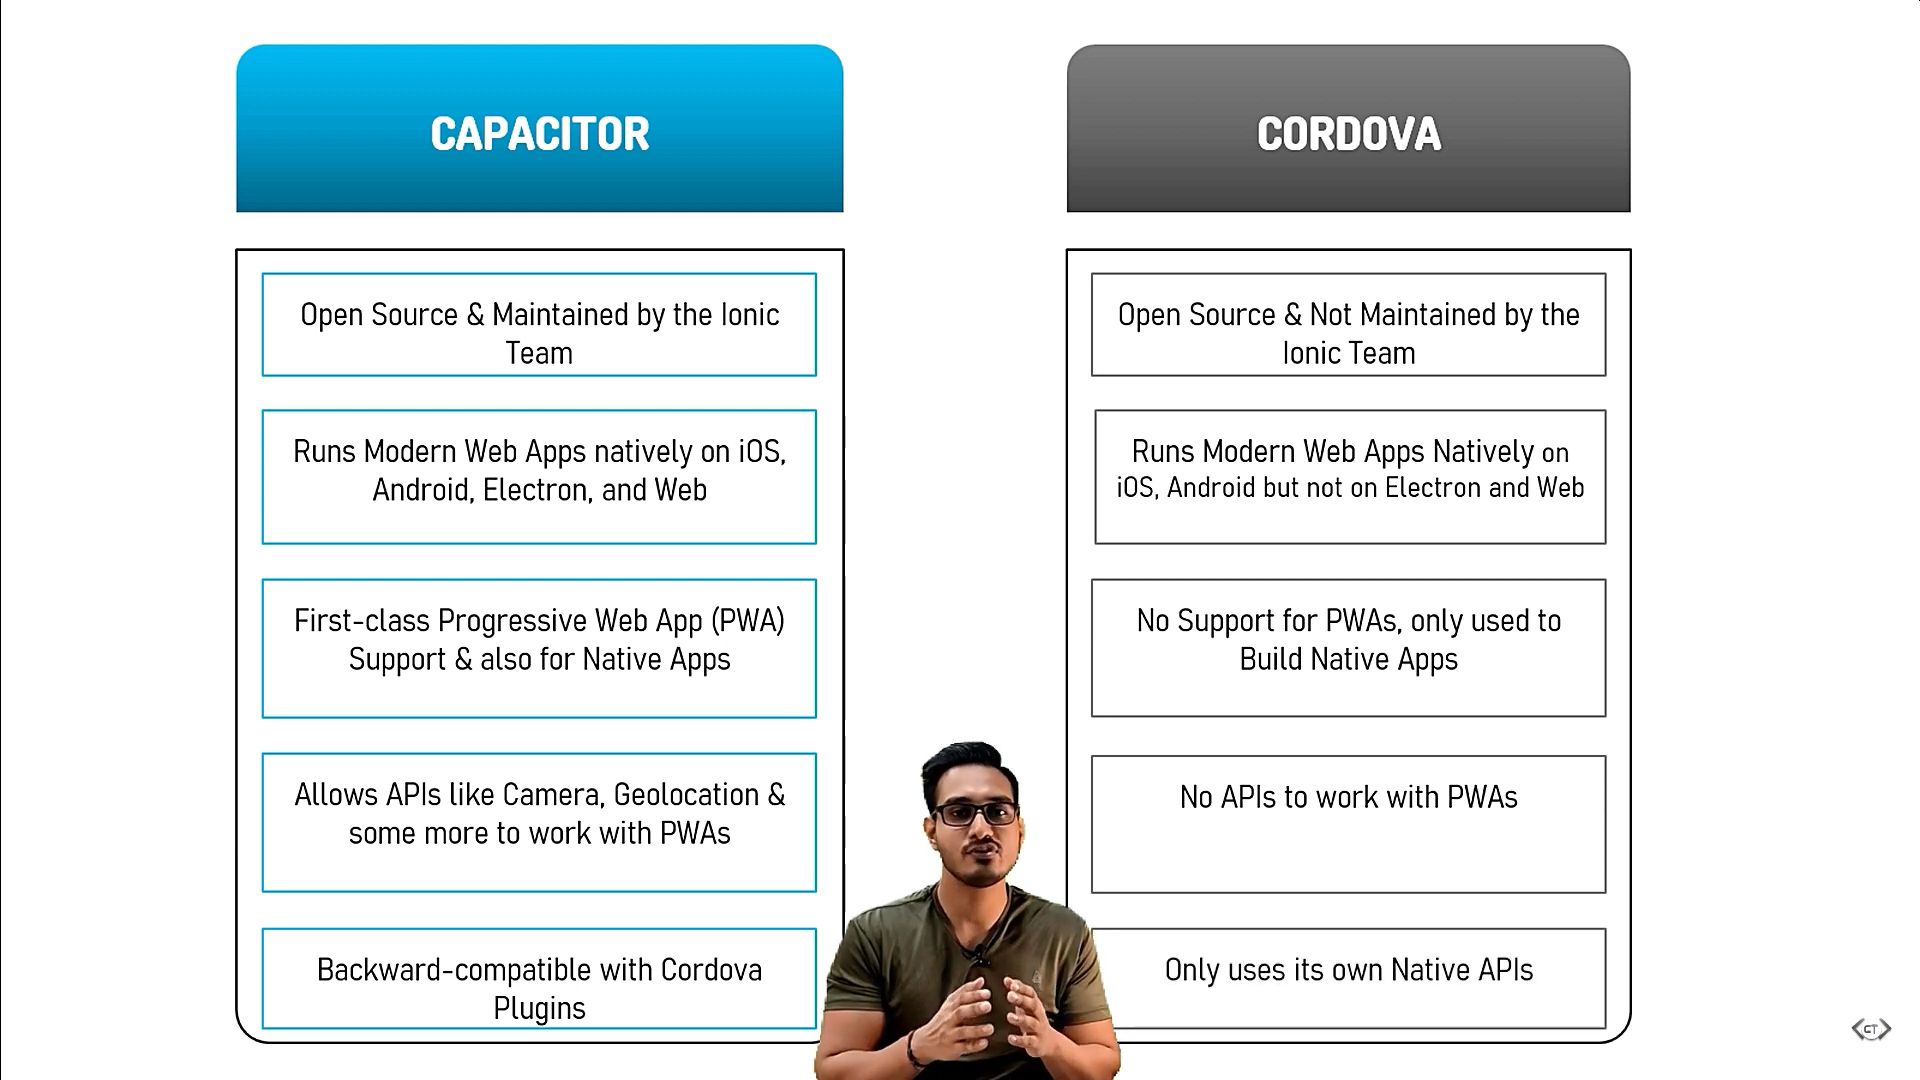 CAPACITOR
Open Source & Maintained by the Ionic
Team
Runs Modern Web Apps natively on iOS,
Android, Electron, and Web
First-class Progressive Web App (PWA)
Support & also for Native Apps
Allows APIs like Camera, Geolocation &
some more to work with PWAs
Backward-compatible with Cordova
Plugins
CORDOVA
Open Source & Not Maintained by the
Ionic Team
Runs Modern Web Apps Natively on
iOS, Android but not on Electron and Web
No Support for PWAs, only used to
Build Native Apps
No APIs to work with PWAs
Only uses its own Native APIs
CT